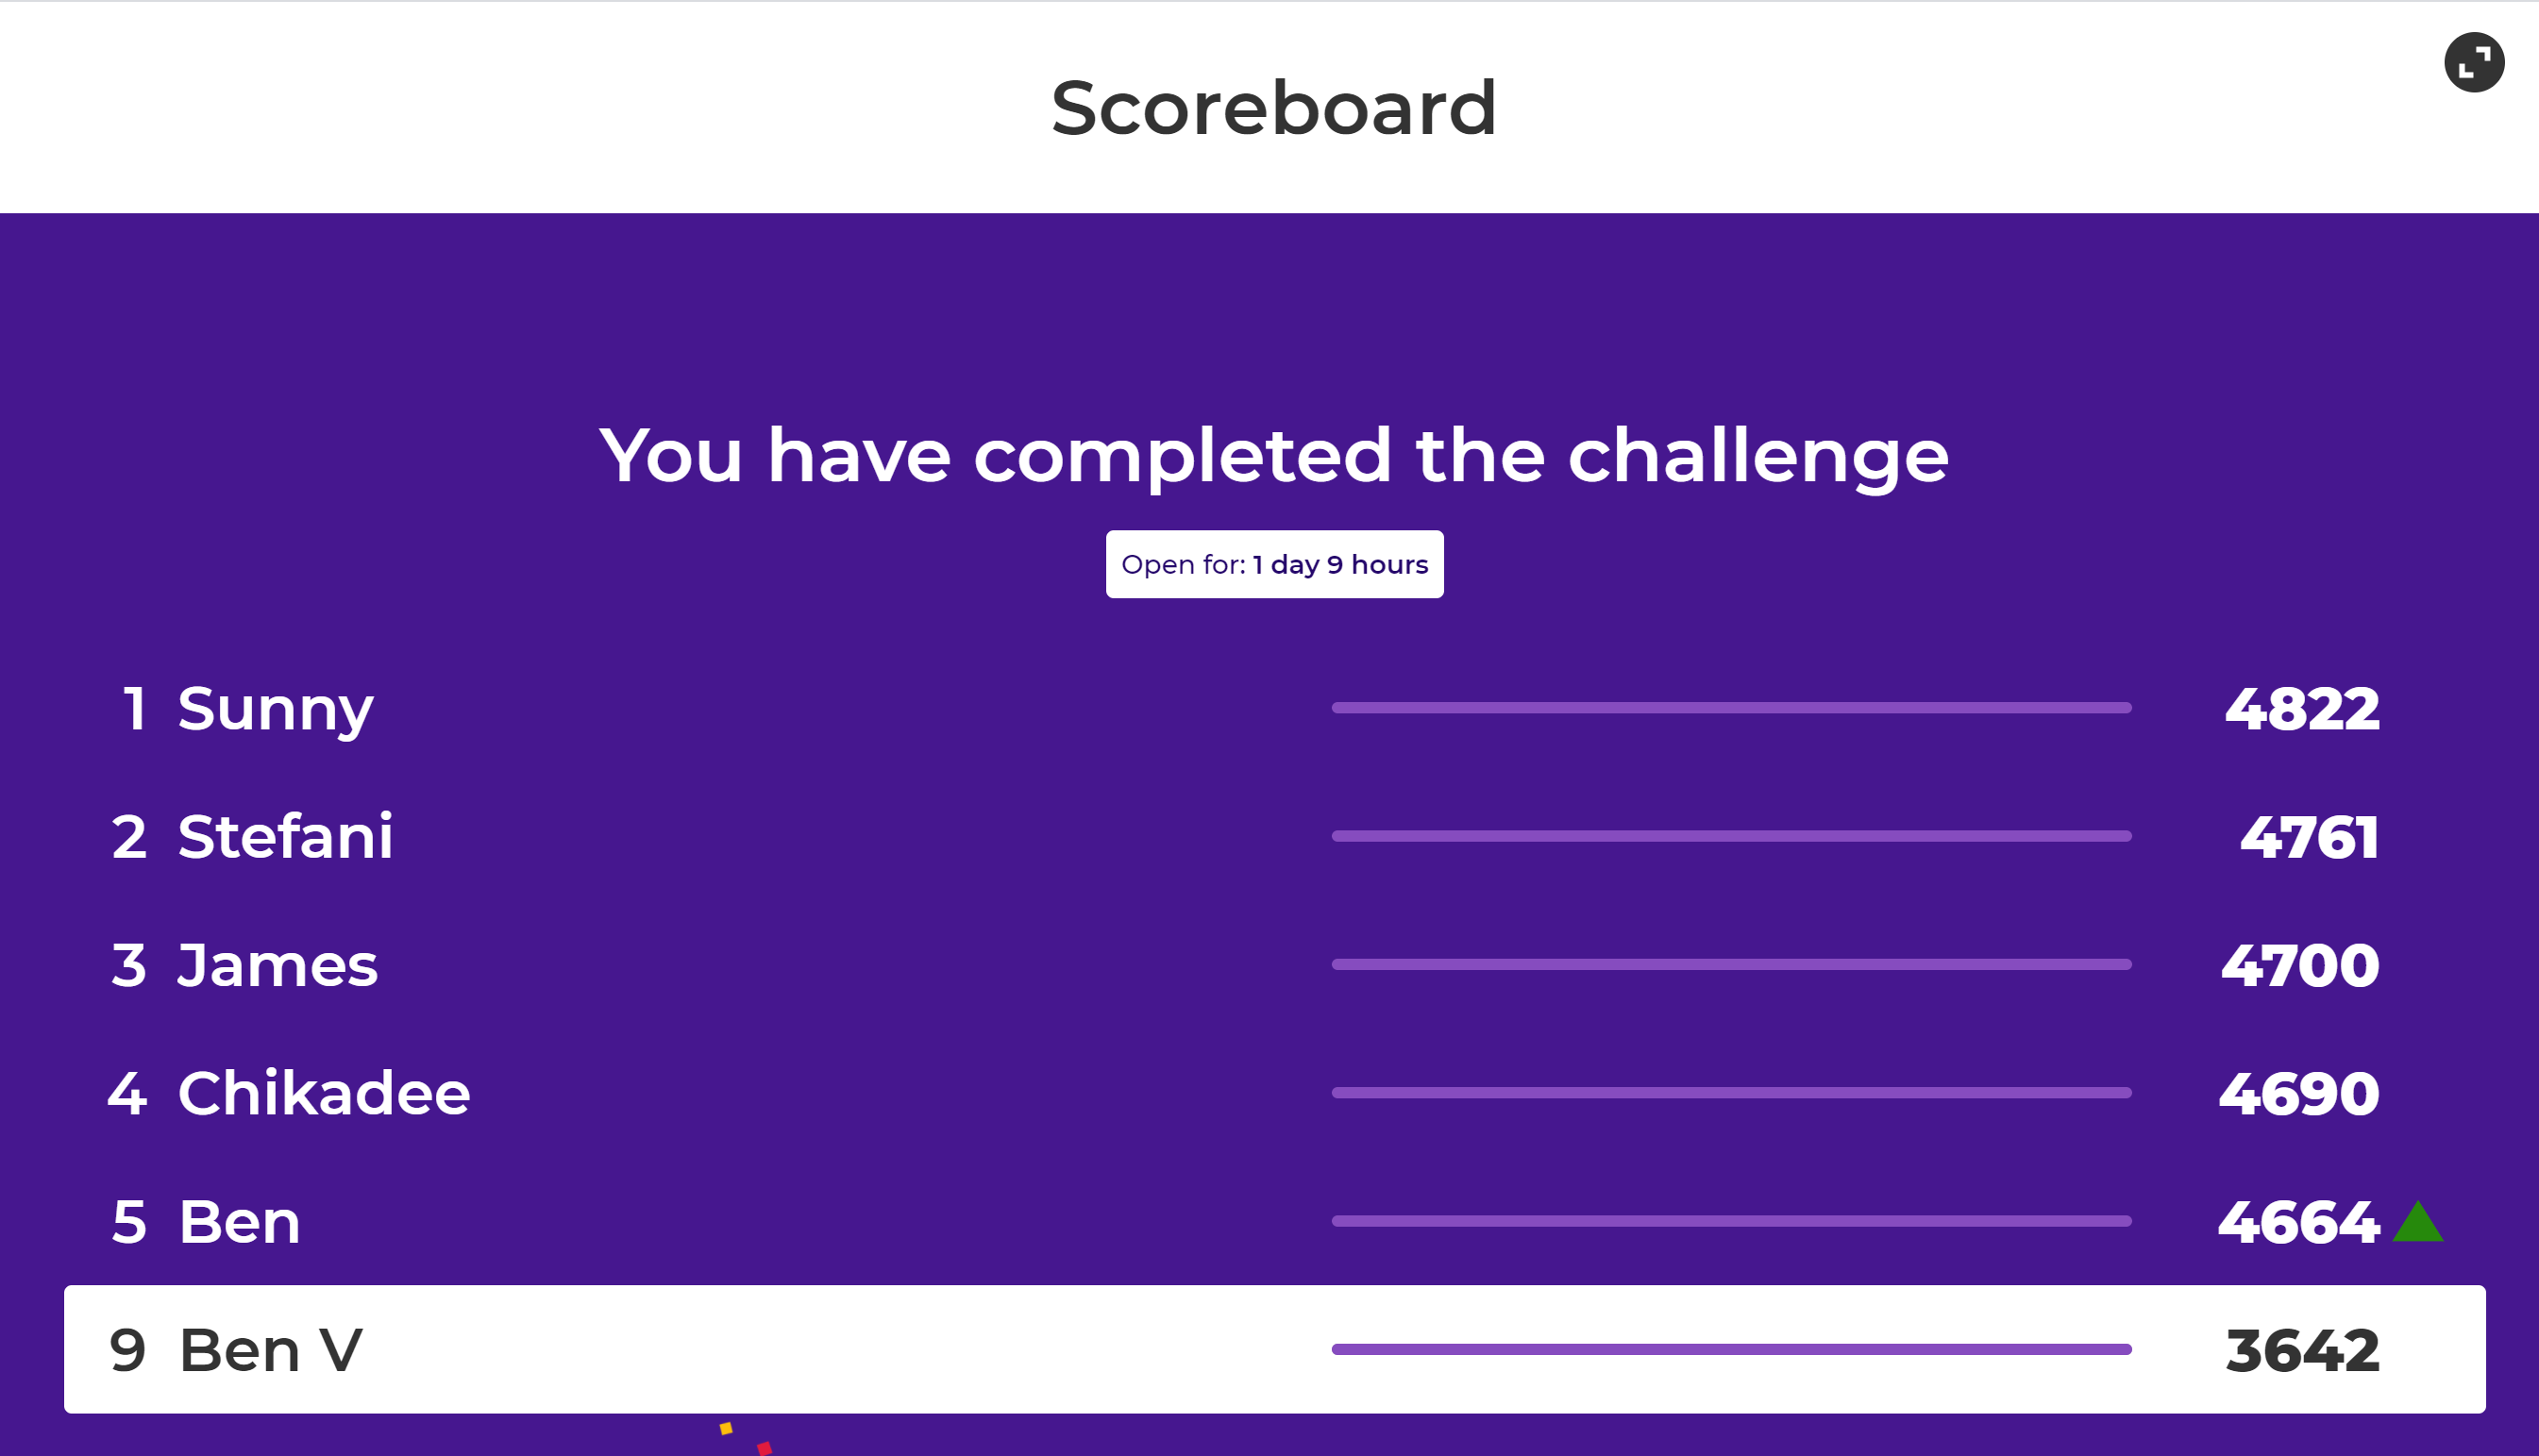 Scoreboard
You have completed the challenge
Open for: 1 day 9 hours
1 Sunny 4822
2 Stefani 4761
3 James 4700
4 Chikadee 4690
5 Ben 4664
9 Ben V 3642